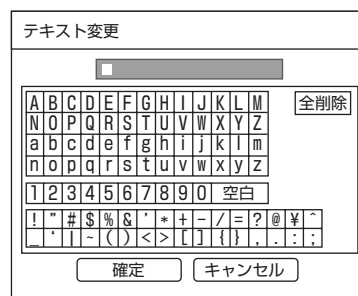 テキスト変更
A B C D E F G H I J K L M 全削除
N O P Q R S T U V W X Y Z
a b c d e f g h i j k l m
n o p q r s t u v w x y z
1 2 3 4 5 6 7 8 9 0 空白
! " # $ % & ' * + - / = ? @ ¥ ^
_ ` | ~ ( ) < > [ ] { } , . : ;
確定 キャンセル